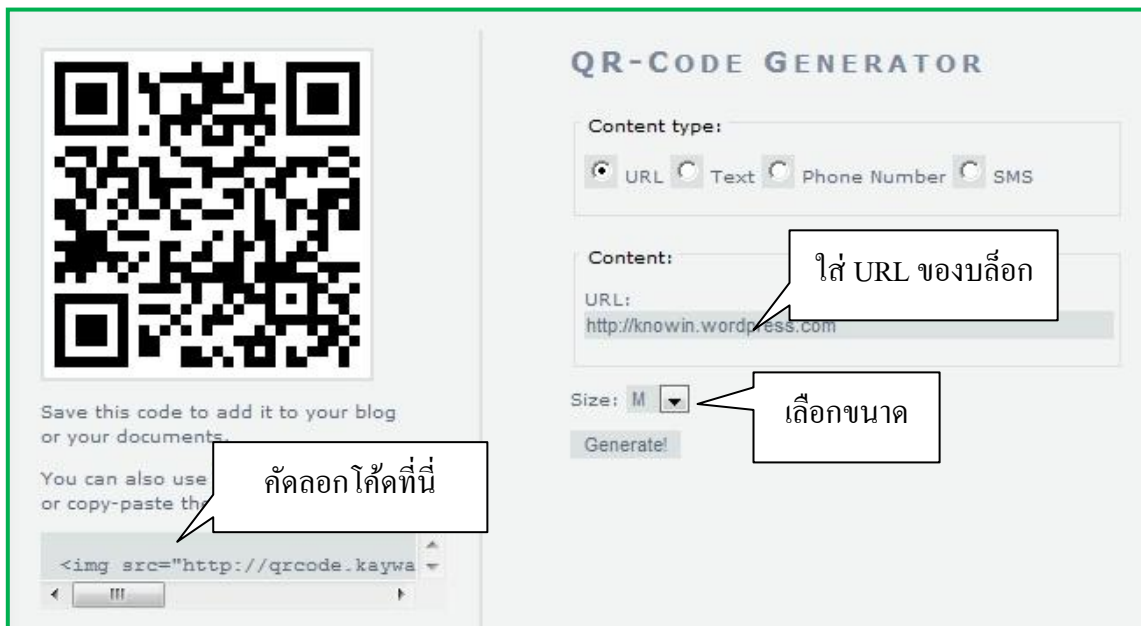 QR-CODE GENERATOR
Content type:
URL Text Phone Number SMS
Content:
ใส่ URL ของบล็อก
URL:
http://knowin.wordpress.com
Size: M
เลือกขนาด
Generate!
Save this code to add it to your blog
or your documents.
You can also use
or copy-paste the
คัดลอกโค้ดที่นี่
<img src="http://qrcode.kaywa